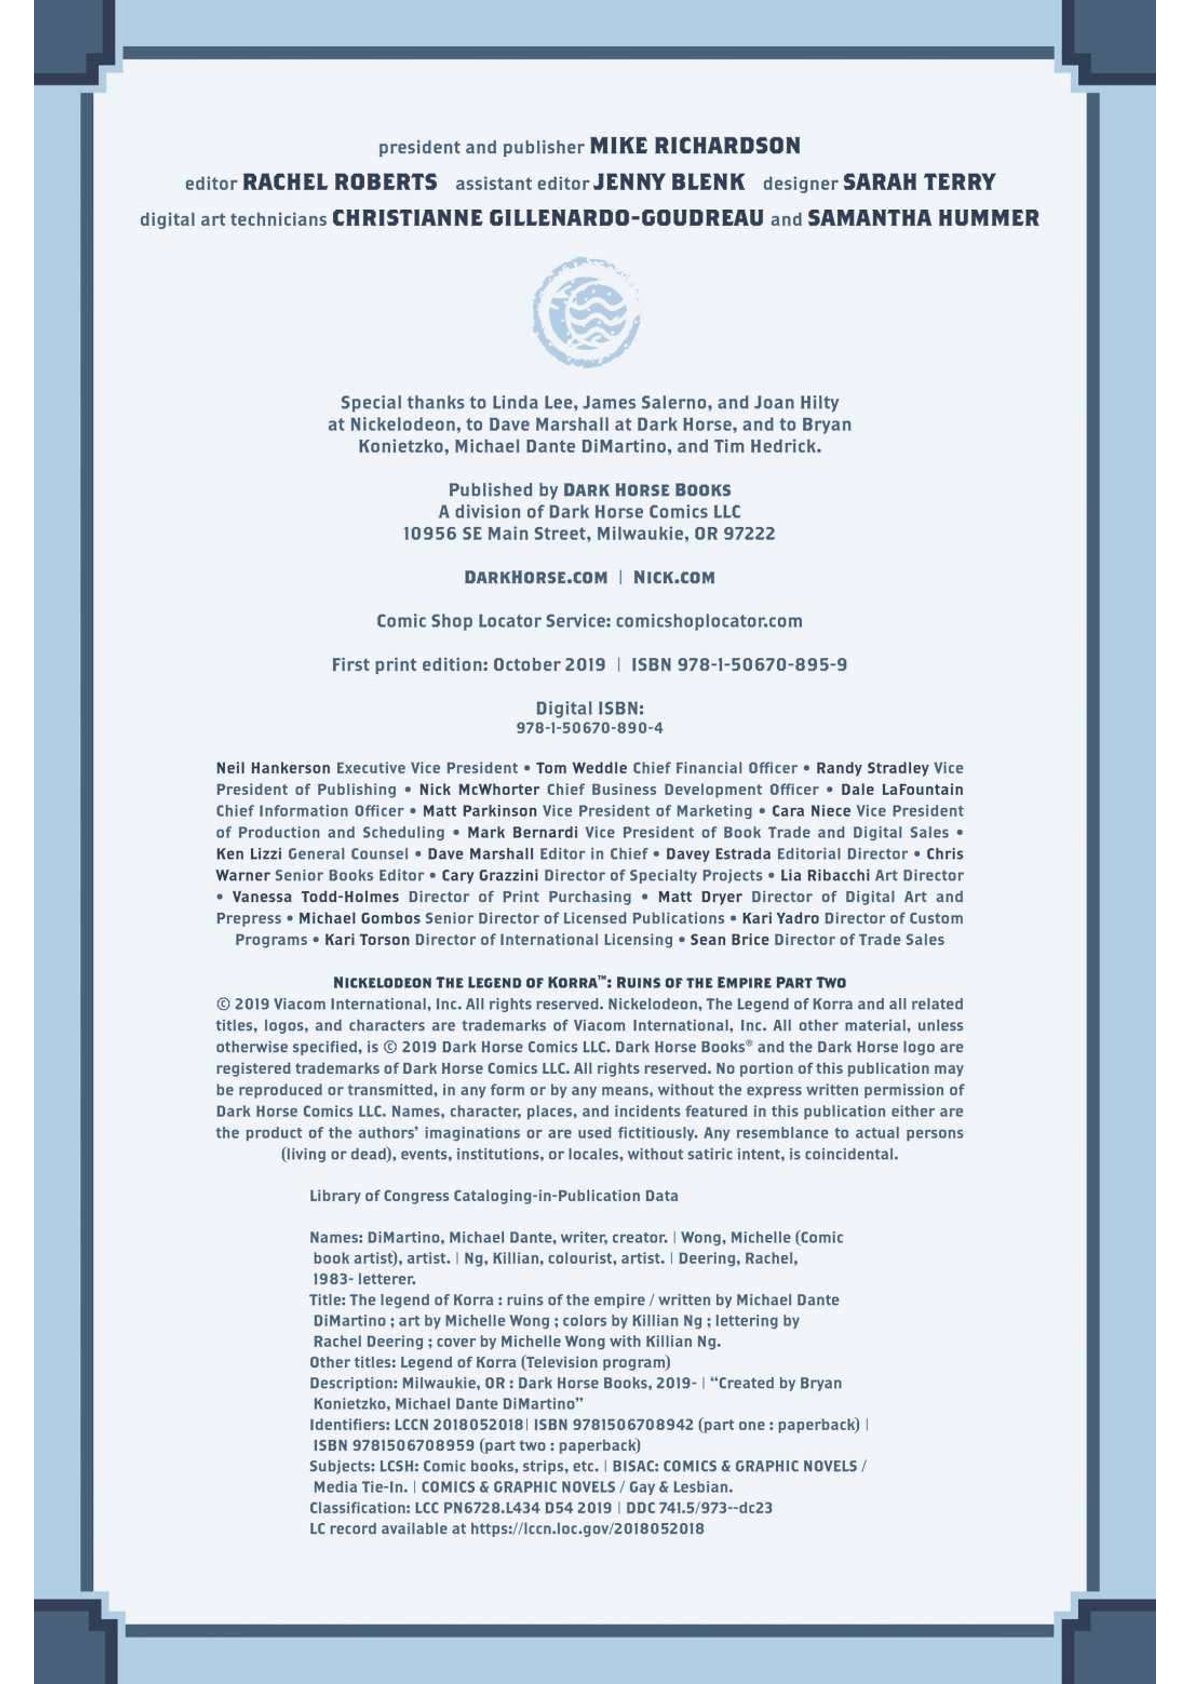 president and publisher MIKE RICHARDSON
editor RACHEL ROBERTS assistant editor JENNY BLENK designer SARAH TERRY
digital art technicians CHRISTIANNE GILLENARDO-GOUDREAU and SAMANTHA HUMMER
Special thanks to Linda Lee, James Salerno, and Joan Hilty
at Nickelodeon, to Dave Marshall at Dark Horse, and to Bryan
Konietzko, Michael Dante DiMartino, and Tim Hedrick.
Published by DARK HORSE BOOKS
A division of Dark Horse Comics LLC
10956 SE Main Street, Milwaukie, OR 97222
DARKHORSE.COM | NICK.COM
Comic Shop Locator Service: comicshoplocator.com
First print edition: October 2019 | ISBN 978-1-50670-895-9
Digital ISBN:
978-1-50670-890-4
Neil Hankerson Executive Vice President • Tom Weddle Chief Financial Officer • Randy Stradley Vice
President of Publishing • Nick McWhorter Chief Business Development Officer • Dale LaFountain
Chief Information Officer • Matt Parkinson Vice President of Marketing • Cara Niece Vice President
of Production and Scheduling • Mark Bernardi Vice President of Book Trade and Digital Sales •
Ken Lizzi General Counsel • Dave Marshall Editor in Chief • Davey Estrada Editorial Director • Chris
Warner Senior Books Editor • Cary Grazzini Director of Specialty Projects • Lia Ribacchi Art Director
• Vanessa Todd-Holmes Director of Print Purchasing • Matt Dryer Director of Digital Art and
Prepress • Michael Gombos Senior Director of Licensed Publications • Kari Yadro Director of Custom
Programs • Kari Torson Director of International Licensing • Sean Brice Director of Trade Sales
NICKELODEON THE LEGEND OF KORRA™: RUINS OF THE EMPIRE PART TWO
© 2019 Viacom International, Inc. All rights reserved. Nickelodeon, The Legend of Korra and all related
titles, logos, and characters are trademarks of Viacom International, Inc. All other material, unless
otherwise specified, is © 2019 Dark Horse Comics LLC. Dark Horse Books® and the Dark Horse logo are
registered trademarks of Dark Horse Comics LLC. All rights reserved. No portion of this publication may
be reproduced or transmitted, in any form or by any means, without the express written permission of
Dark Horse Comics LLC. Names, character, places, and incidents featured in this publication either are
the product of the authors' imaginations or are used fictitiously. Any resemblance to actual persons
(living or dead), events, institutions, or locales, without satiric intent, is coincidental.
Library of Congress Cataloging-in-Publication Data
Names: DiMartino, Michael Dante, writer, creator. | Wong, Michelle (Comic
book artist), artist. | Ng, Killian, colourist, artist. | Deering, Rachel,
1983- letterer.
Title: The legend of Korra : ruins of the empire / written by Michael Dante
DiMartino ; art by Michelle Wong ; colors by Killian Ng ; lettering by
Rachel Deering ; cover by Michelle Wong with Killian Ng.
Other titles: Legend of Korra (Television program)
Description: Milwaukie, OR : Dark Horse Books, 2019- | “Created by Bryan
Konietzko, Michael Dante DiMartino”
Identifiers: LCCN 2018052018| ISBN 9781506708942 (part one : paperback) |
ISBN 9781506708959 (part two : paperback)
Subjects: LCSH: Comic books, strips, etc. | BISAC: COMICS & GRAPHIC NOVELS /
Media Tie-In. | COMICS & GRAPHIC NOVELS / Gay & Lesbian.
Classification: LCC PN6728.L434 D54 2019 | DDC 741.5/973--dc23
LC record available at https://lccn.loc.gov/2018052018